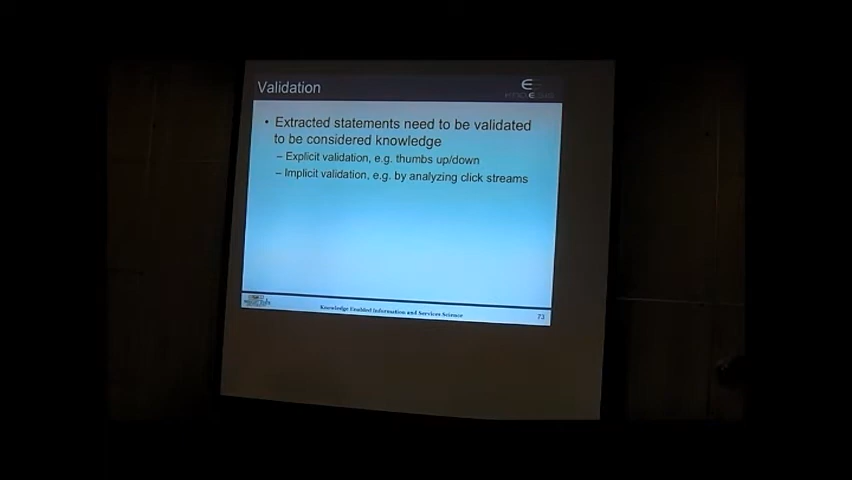 Validation
• Extracted statements need to be validated
to be considered knowledge
– Explicit validation, e.g. thumbs up/down
– Implicit validation, e.g. by analyzing click streams
Knowledge Enabled Information and Services Science
73